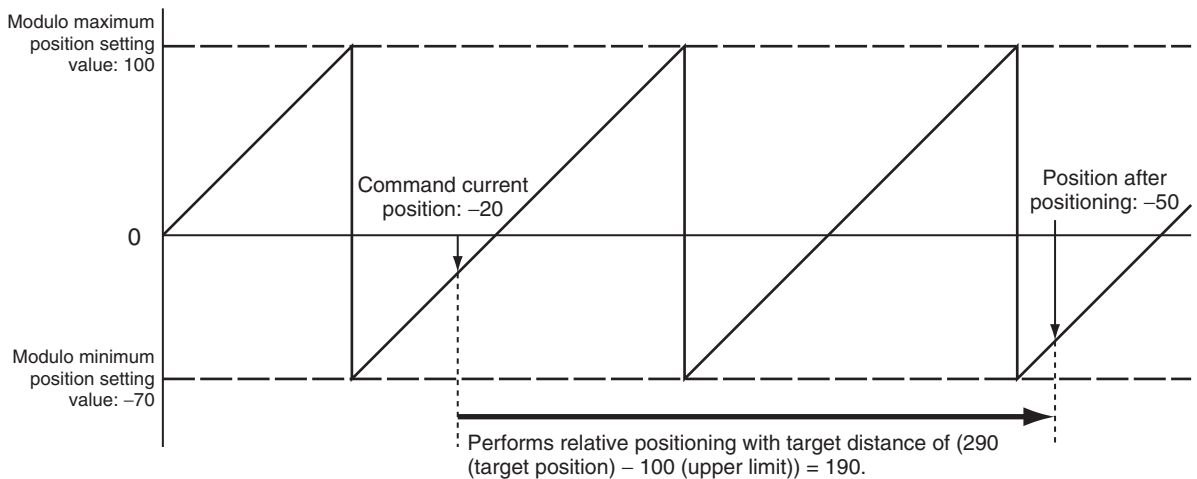 Modulo maximum
position setting
value: 100
Command current
position: −20
Position after
positioning: −50
0
Modulo minimum
position setting
value: −70
Performs relative positioning with target distance of (290
(target position) − 100 (upper limit)) = 190.